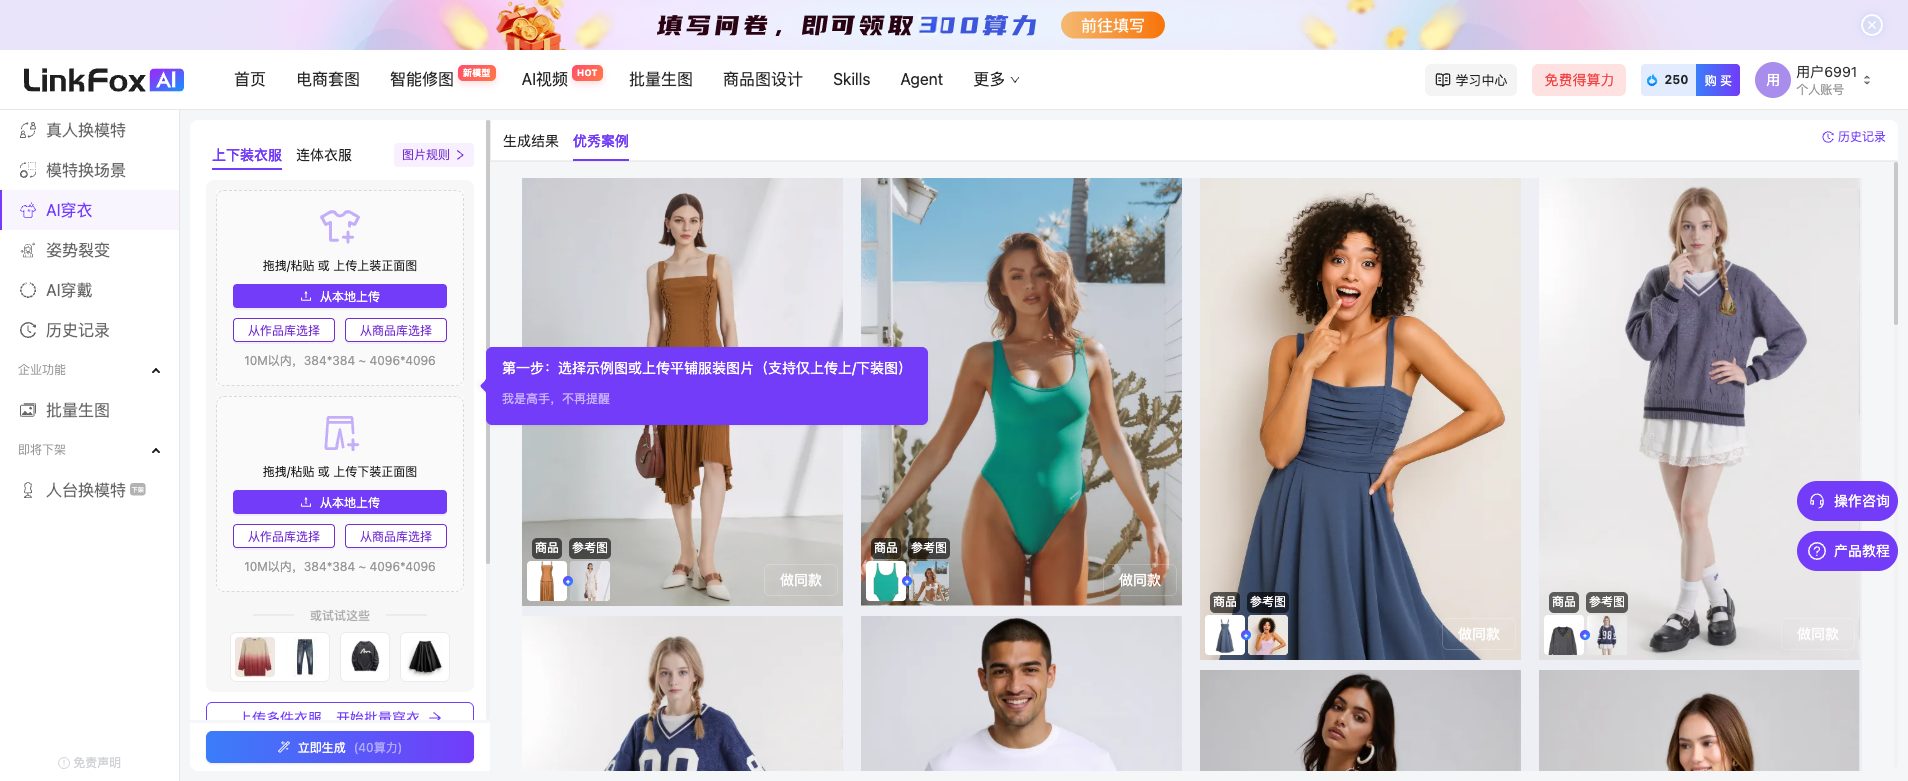 填写问卷，即可领取300算力
前往填写
LinkFox AI
首页
电商套图
智能修图
新模型
AI视频
HOT
批量生图
商品图设计
Skills
Agent
更多
学习中心
免费得算力
250
购买
用
用户6991
个人账号
真人换模特
模特换场景
AI穿衣
姿势裂变
AI穿戴
历史记录
企业功能
批量生图
即将下架
人台换模特
下架
免责声明
上下装衣服
连体衣服
图片规则
拖拽/粘贴 或 上传上装正面图
从本地上传
从作品库选择
从商品库选择
10M以内，384*384 ~ 4096*4096
拖拽/粘贴 或 上传下装正面图
从本地上传
从作品库选择
从商品库选择
10M以内，384*384 ~ 4096*4096
或试试这些
上传多件衣服，开始批量穿衣
立即生成 (40算力)
生成结果
优秀案例
历史记录
第一步：选择示例图或上传平铺服装图片（支持仅上传上/下装图）
我是高手，不再提醒
商品
参考图
做同款
商品
参考图
做同款
商品
参考图
做同款
商品
参考图
做同款
操作咨询
产品教程